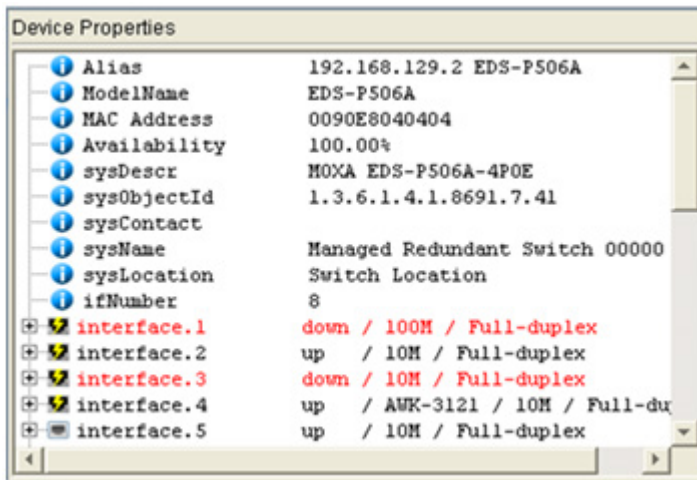 Device Properties
Alias 192.168.129.2 EDS-P506A
ModelName EDS-P506A
MAC Address 0090E8040404
Availability 100.00%
sysDescr MOXA EDS-P506A-4POE
sysObjectId 1.3.6.1.4.1.8691.7.41
sysContact
sysName Managed Redundant Switch 00000
sysLocation Switch Location
ifNumber 8
interface.1 down / 100M / Full-duplex
interface.2 up / 10M / Full-duplex
interface.3 down / 10M / Full-duplex
interface.4 up / AWK-3121 / 10M / Full-du
interface.5 up / 10M / Full-duplex